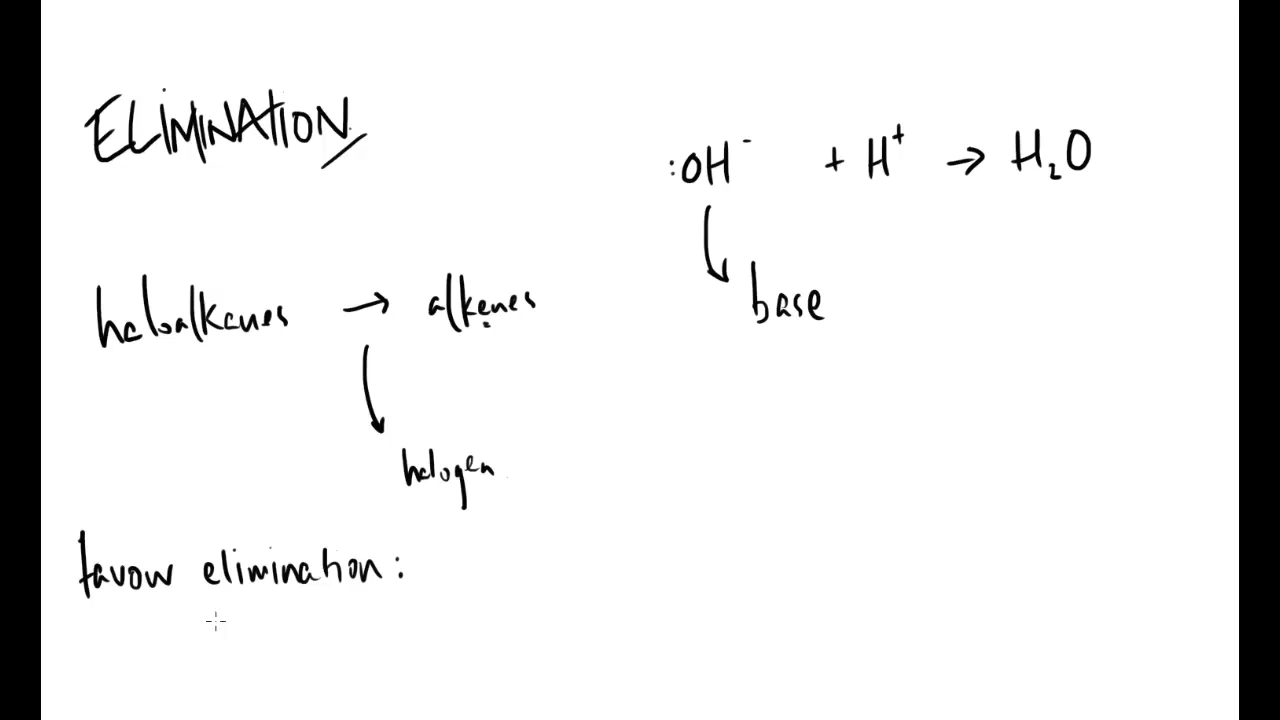 ELIMINATION
:OH⁻ + H⁺ → H₂O
base
haloalkanes → alkenes
halogen
favour elimination: